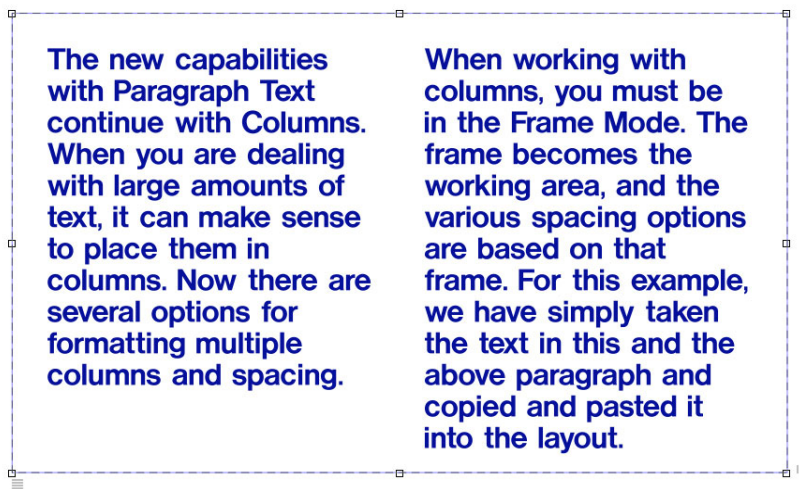 The new capabilities
with Paragraph Text
continue with Columns.
When you are dealing
with large amounts of
text, it can make sense
to place them in
columns. Now there are
several options for
formatting multiple
columns and spacing.
When working with
columns, you must be
in the Frame Mode. The
frame becomes the
working area, and the
various spacing options
are based on that
frame. For this example,
we have simply taken
the text in this and the
above paragraph and
copied and pasted it
into the layout.